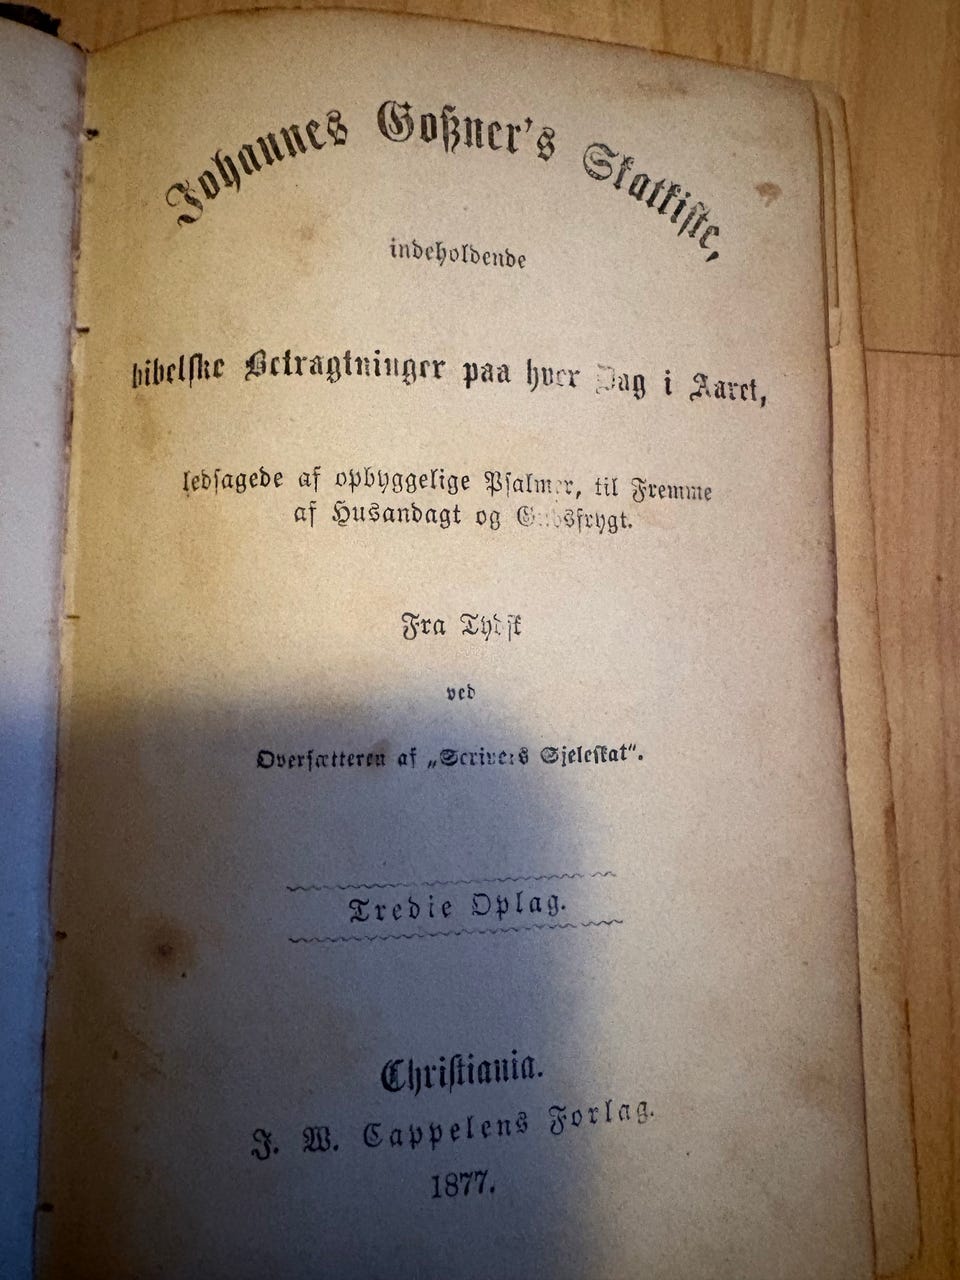 Johannes Goßner's Skatkiste,
indeholdende
bibelske Betragtninger paa hver Dag i Aaret,
ledsagede af opbyggelige Psalmer, til Fremme
af Husandagt og Gudsfrygt.
Fra Tydsk
ved
Oversætteren af „Scrivers Sjeleskat“.
Tredie Oplag.
Christiania.
J. W. Cappelens Forlag.
1877.